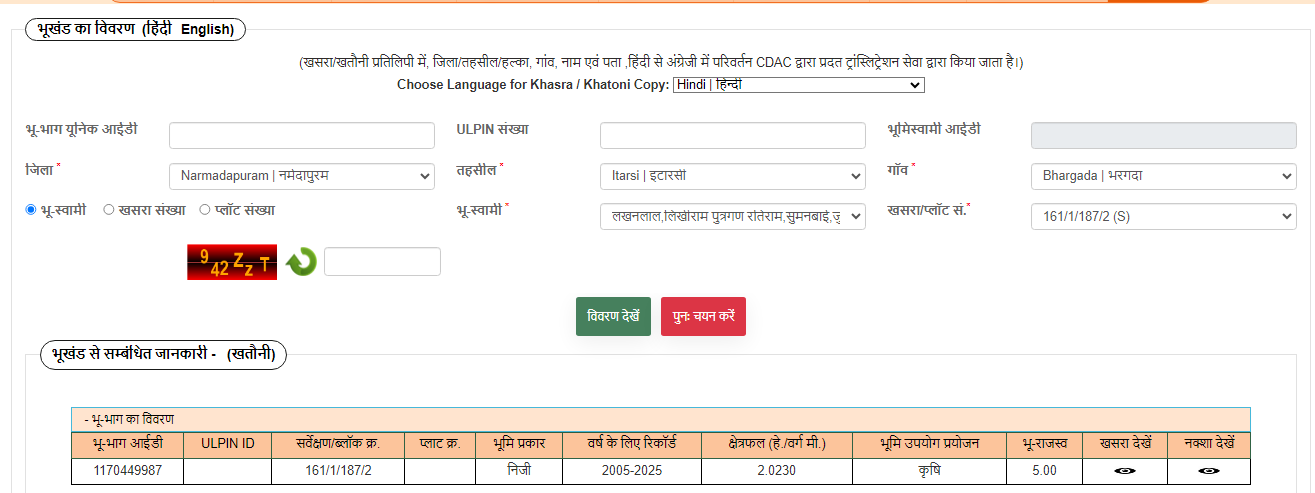 भूखंड का विवरण (हिंदी English)
(खसरा/खतौनी प्रतिलिपी में, जिला/तहसील/हल्का, गांव, नाम एवं पता ,हिंदी से अंग्रेजी में परिवर्तन CDAC द्वारा प्रदत ट्रांस्लिट्रेशन सेवा द्वारा किया जाता है।)
Choose Language for Khasra / Khatoni Copy: Hindi | हिन्दी
भू-भाग यूनिक आईडी ULPIN संख्या भूमिस्वामी आईडी
जिला * Narmadapuram | नर्मदापुरम तहसील * Itarsi | इटारसी गॉव * Bhargada | भरगदा
भू-स्वामी खसरा संख्या प्लॉट संख्या भू-स्वामी * लखनलाल,लिखीराम पुत्रगण रतिराम,सुमनबाई,जु खसरा/प्लॉट सं.* 161/1/187/2 (S)
942ZzT
विवरण देखें पुनः चयन करें
भूखंड से सम्बंधित जानकारी - (खतौनी)
- भू-भाग का विवरण
भू-भाग आईडी ULPIN ID सर्वेक्षण/ब्लॉक क्र. प्लाट क्र. भूमि प्रकार वर्ष के लिए रिकॉर्ड क्षेत्रफल (हे./वर्ग मी.) भूमि उपयोग प्रयोजन भू-राजस्व खसरा देखें नक्शा देखें
1170449987 161/1/187/2 निजी 2005-2025 2.0230 कृषि 5.00